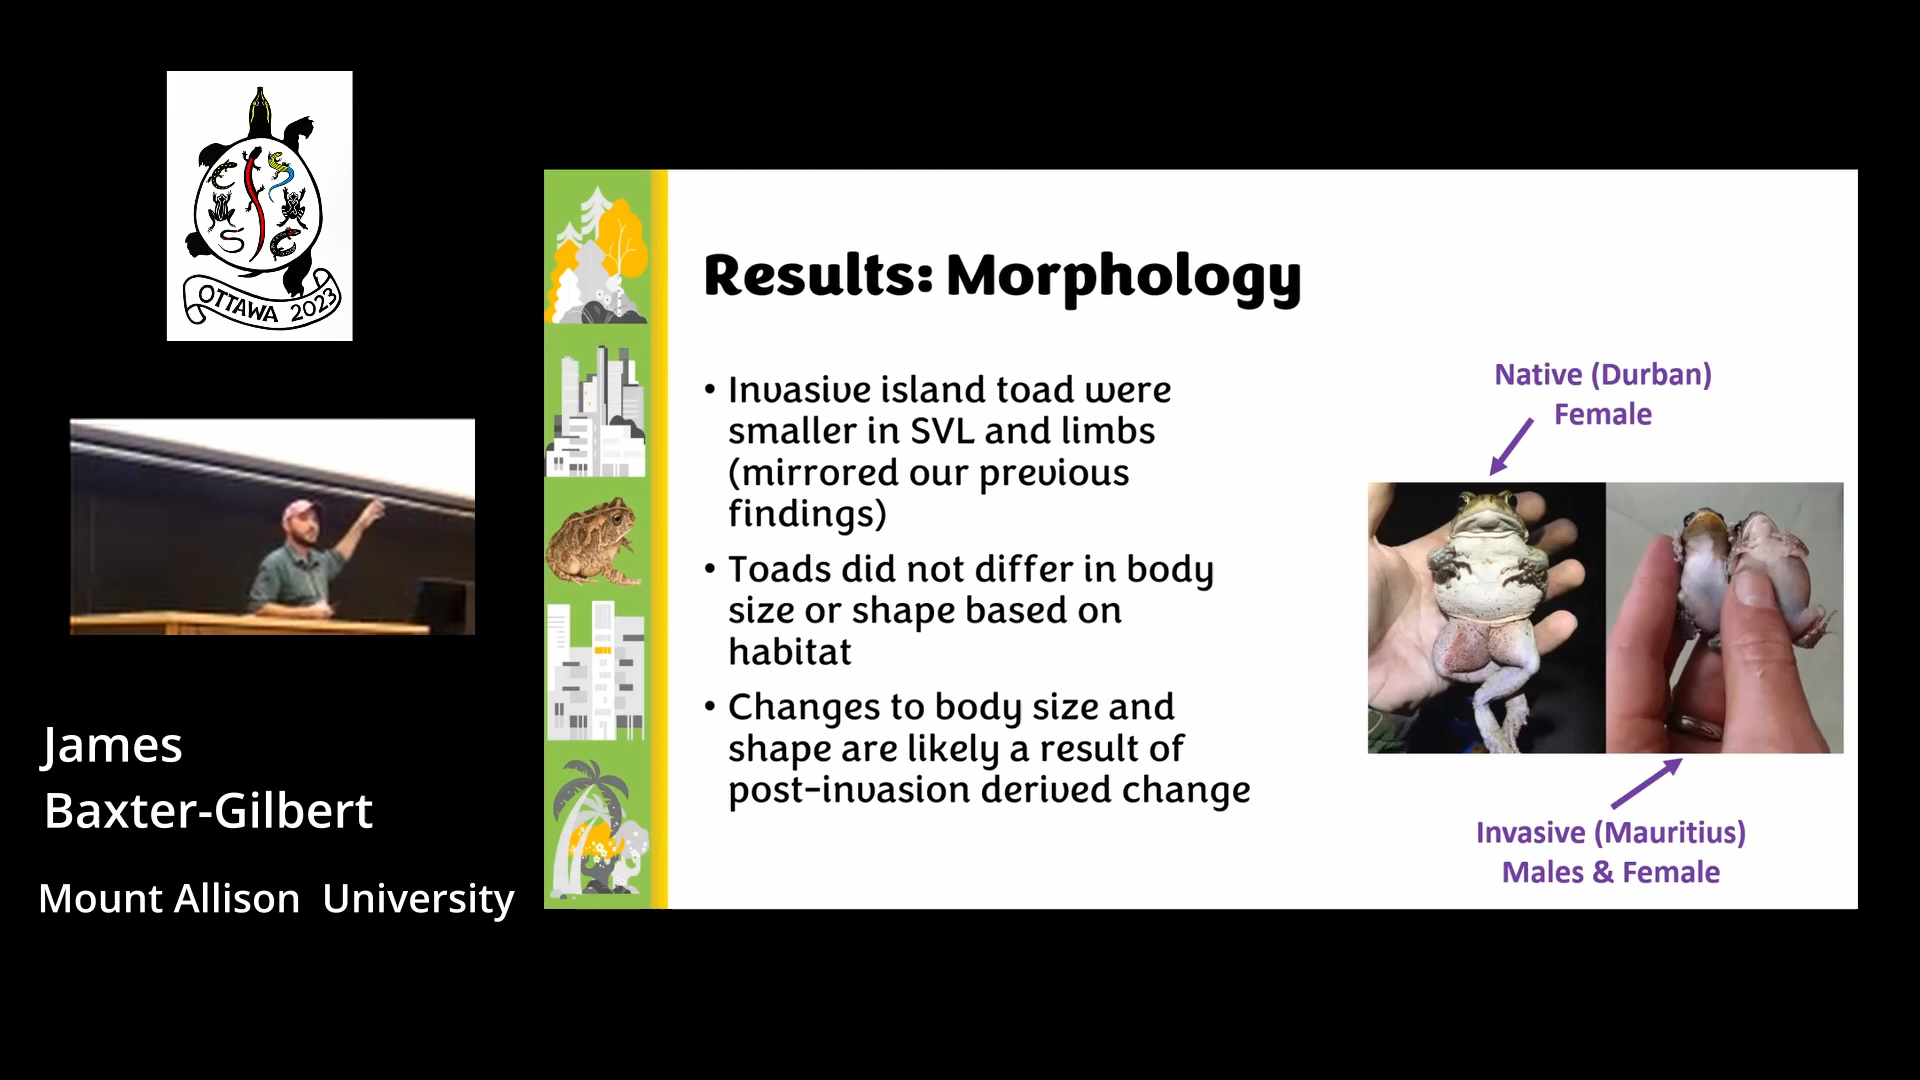 OTTAWA 2023
James
Baxter-Gilbert
Mount Allison University
Results: Morphology
• Invasive island toad were
smaller in SVL and limbs
(mirrored our previous
findings)
• Toads did not differ in body
size or shape based on
habitat
• Changes to body size and
shape are likely a result of
post-invasion derived change
Native (Durban)
Female
Invasive (Mauritius)
Males & Female